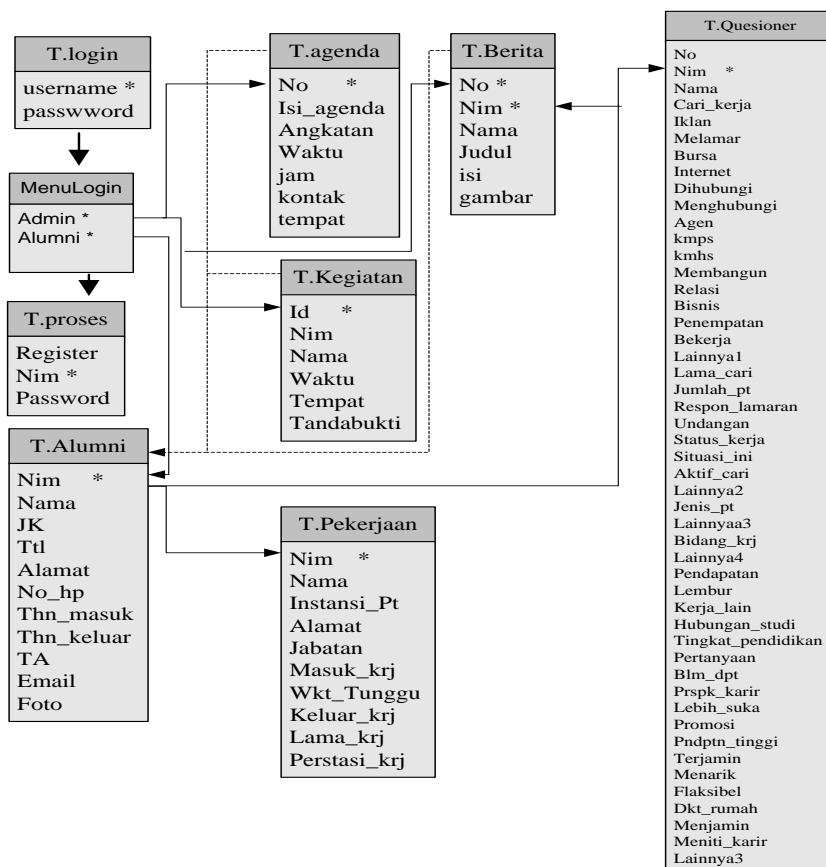 T.login
username *
passwword
MenuLogin
Admin *
Alumni *
T.proses
Register
Nim *
Password
T.Alumni
Nim *
Nama
JK
Ttl
Alamat
No_hp
Thn_masuk
Thn_keluar
TA
Email
Foto
T.agenda
No *
Isi_agenda
Angkatan
Waktu
jam
kontak
tempat
T.Kegiatan
Id *
Nim
Nama
Waktu
Tempat
Tandabukti
T.Pekerjaan
Nim *
Nama
Instansi_Pt
Alamat
Jabatan
Masuk_krj
Wkt_Tunggu
Keluar_krj
Lama_krj
Perstasi_krj
T.Berita
No *
Nim *
Nama
Judul
isi
gambar
T.Quesioner
No
Nim *
Nama
Cari_kerja
Iklan
Melamar
Bursa
Internet
Dihubungi
Menghubungi
Agen
kmps
kmhs
Membangun
Relasi
Bisnis
Penempatan
Bekerja
Lainnya1
Lama_cari
Jumlah_pt
Respon_lamaran
Undangan
Status_kerja
Situasi_ini
Aktif_cari
Lainnya2
Jenis_pt
Lainnyaa3
Bidang_krj
Lainnya4
Pendapatan
Lembur
Kerja_lain
Hubungan_studi
Tingkat_pendidikan
Pertanyaan
Blm_dpt
Prspk_karir
Lebih_suka
Promosi
Pndptn_tinggi
Terjamin
Menarik
Flaksibel
Dkt_rumah
Menjamin
Meniti_karir
Lainnya3